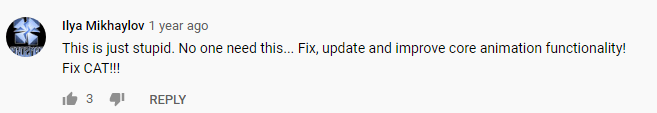 Ilya Mikhaylov 1 year ago
This is just stupid. No one need this... Fix, update and improve core animation functionality!
Fix CAT!!!
3 REPLY